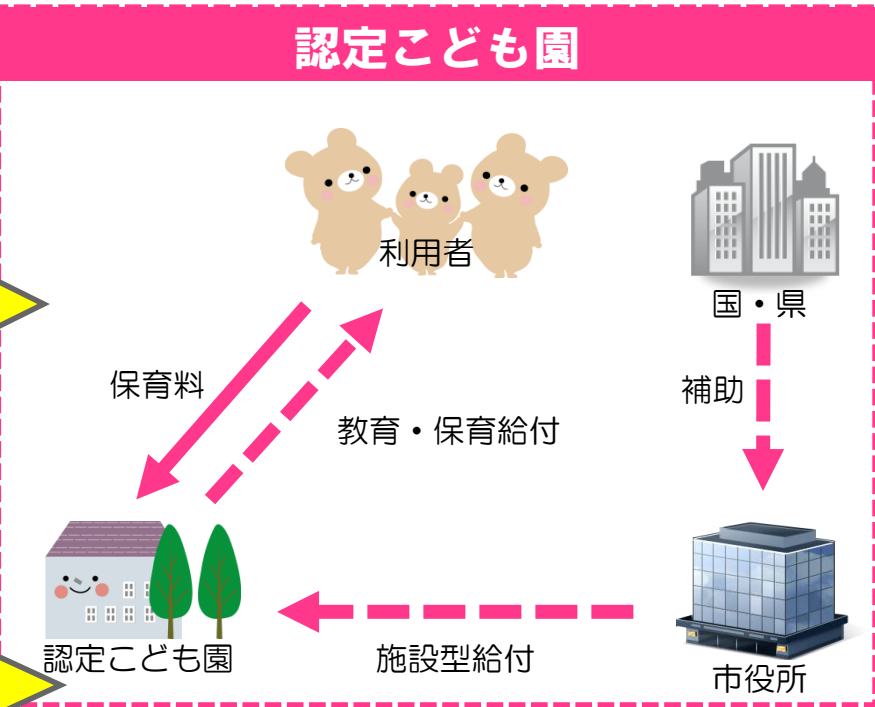 認定こども園
利用者
国・県
保育料
補助
教育・保育給付
認定こども園
施設型給付
市役所